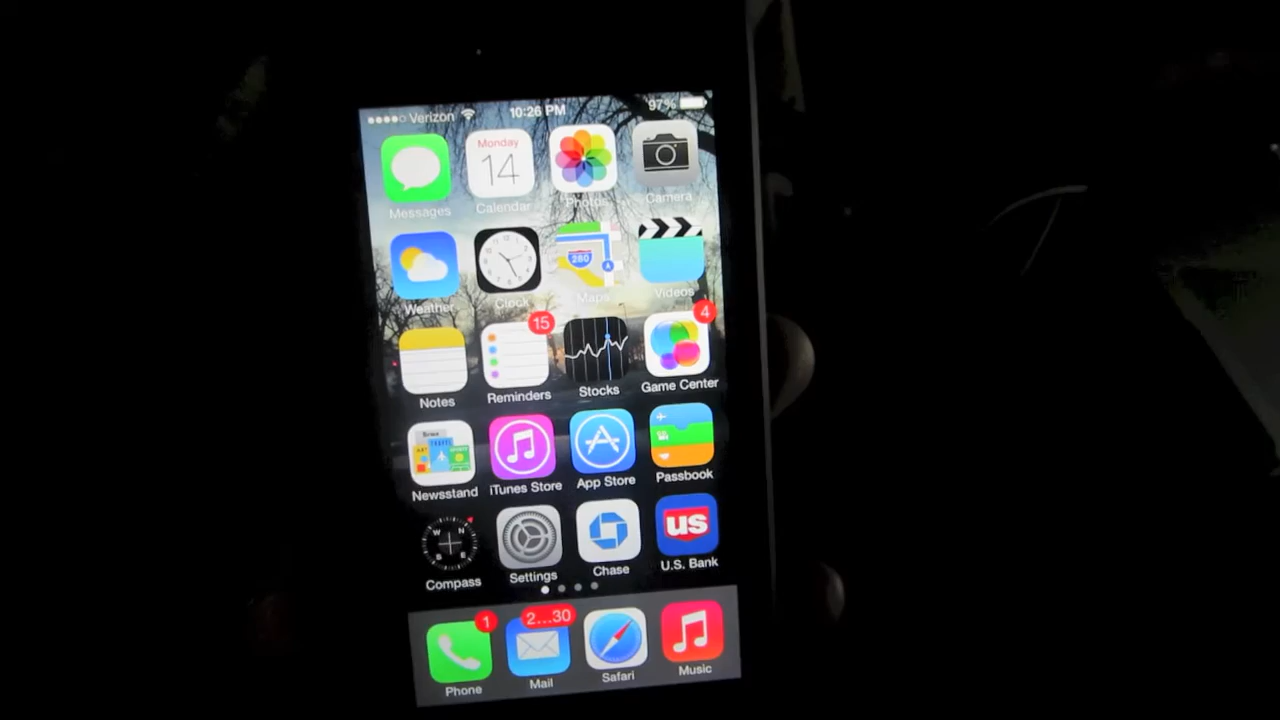 Verizon 10:26 PM 97%
Monday
14
Messages Calendar Photos Camera
280
Weather Clock Maps Videos
15 4
Notes Reminders Stocks Game Center
Newsstand iTunes Store App Store Passbook
W N
S E
us
Compass Settings Chase U.S. Bank
1 2...30
Phone Mail Safari Music